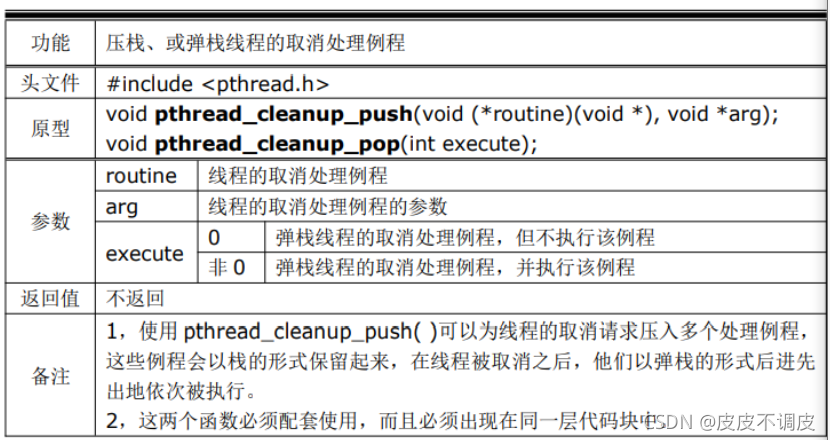 功能 压栈、或弹栈线程的取消处理例程
头文件 #include <pthread.h>
原型 void pthread_cleanup_push(void (*routine)(void *), void *arg);
void pthread_cleanup_pop(int execute);
参数 routine 线程的取消处理例程
arg 线程的取消处理例程的参数
execute 0 弹栈线程的取消处理例程，但不执行该例程
非 0 弹栈线程的取消处理例程，并执行该例程
返回值 不返回
备注 1，使用 pthread_cleanup_push( )可以为线程的取消请求压入多个处理例程，
这些例程会以栈的形式保留起来，在线程被取消之后，他们以弹栈的形式后进先
出地依次被执行。
2，这两个函数必须配套使用，而且必须出现在同一层代码块中。
CSDN @皮皮不调皮